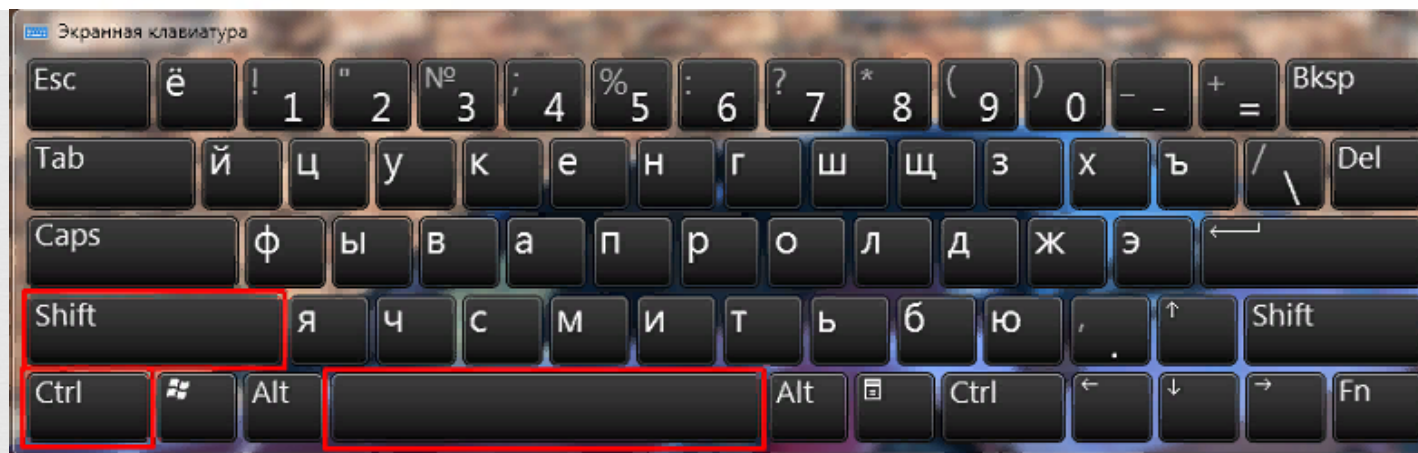 Экранная клавиатура
Esc ё ! 1 " 2 № 3 ; 4 % 5 : 6 ? 7 * 8 ( 9 ) 0 _ - + = Bksp
Tab й ц у к е н г ш щ з х ъ / \ Del
Caps ф ы в а п р о л д ж э
Shift я ч с м и т ь б ю , . ↑ Shift
Ctrl Alt Alt Ctrl ← ↓ → Fn